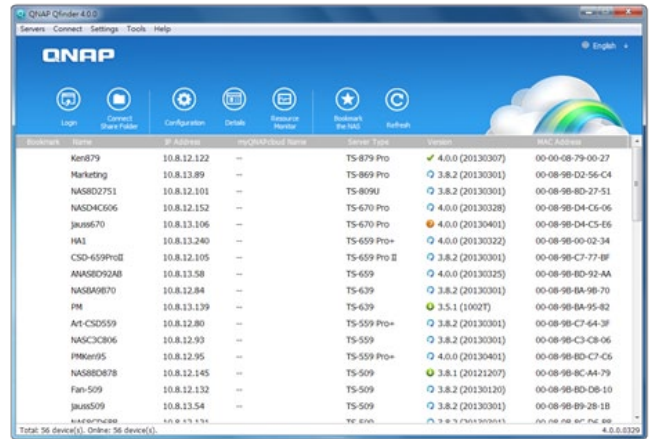 QNAP Qfinder 4.0.0
Servers Connect Settings Tools Help
English
QNAP
Login Connect Share Folder Configuration Details Resource Monitor Bookmark the NAS Refresh
Bookmark Name IP Address myQNAPcloud Name Server Type Version MAC Address
Ken879 10.8.12.122 -- TS-879 Pro 4.0.0 (20130307) 00-00-08-79-00-27
Marketing 10.8.13.89 -- TS-869 Pro 3.8.2 (20130301) 00-08-9B-D2-56-C4
NAS8D2751 10.8.12.101 -- TS-809U 3.8.2 (20130301) 00-08-9B-8D-27-51
NASD4C606 10.8.12.152 -- TS-670 Pro 4.0.0 (20130328) 00-08-9B-D4-C6-06
jauss670 10.8.13.106 -- TS-670 Pro 4.0.0 (20130401) 00-08-9B-D4-C5-E6
HA1 10.8.13.240 -- TS-659 Pro+ 4.0.0 (20130322) 00-08-9B-00-02-34
CSD-659ProII 10.8.12.105 -- TS-659 Pro II 3.8.2 (20130301) 00-08-9B-C7-77-BF
ANASBD92AB 10.8.13.58 -- TS-659 4.0.0 (20130325) 00-08-9B-BD-92-AA
NASBA9B70 10.8.12.84 -- TS-639 3.8.2 (20130301) 00-08-9B-BA-9B-70
PM 10.8.13.139 -- TS-639 3.5.1 (1002T) 00-08-9B-BA-95-82
Art-CSD559 10.8.12.80 -- TS-559 Pro+ 3.8.2 (20130301) 00-08-9B-C7-64-3F
NASC3C806 10.8.12.93 -- TS-559 3.8.2 (20130301) 00-08-9B-C3-C8-06
PMKen95 10.8.12.95 -- TS-559 Pro+ 4.0.0 (20130401) 00-08-9B-BD-C7-C6
NAS8BD878 10.8.12.145 -- TS-509 3.8.1 (20121207) 00-08-9B-8C-A4-79
Fan-509 10.8.12.132 -- TS-509 3.8.2 (20130120) 00-08-9B-BD-DB-10
jauss509 10.8.13.54 -- TS-509 3.8.2 (20130301) 00-08-9B-B9-28-1B
Total: 56 device(s). Online: 56 device(s). 4.0.0.0329